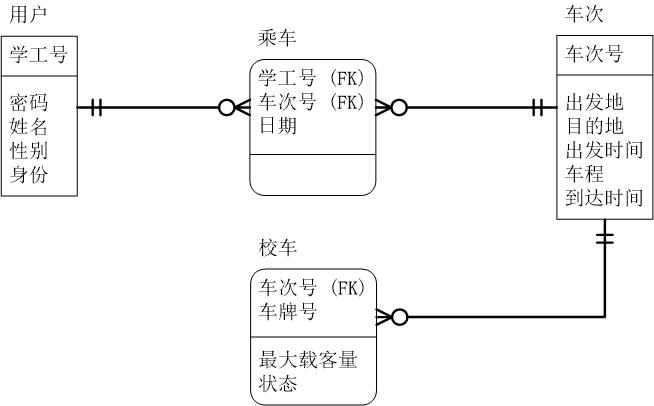 用户
学工号
密码
姓名
性别
身份
乘车
学工号 (FK)
车次号 (FK)
日期
车次
车次号
出发地
目的地
出发时间
车程
到达时间
校车
车次号 (FK)
车牌号
最大载客量
状态